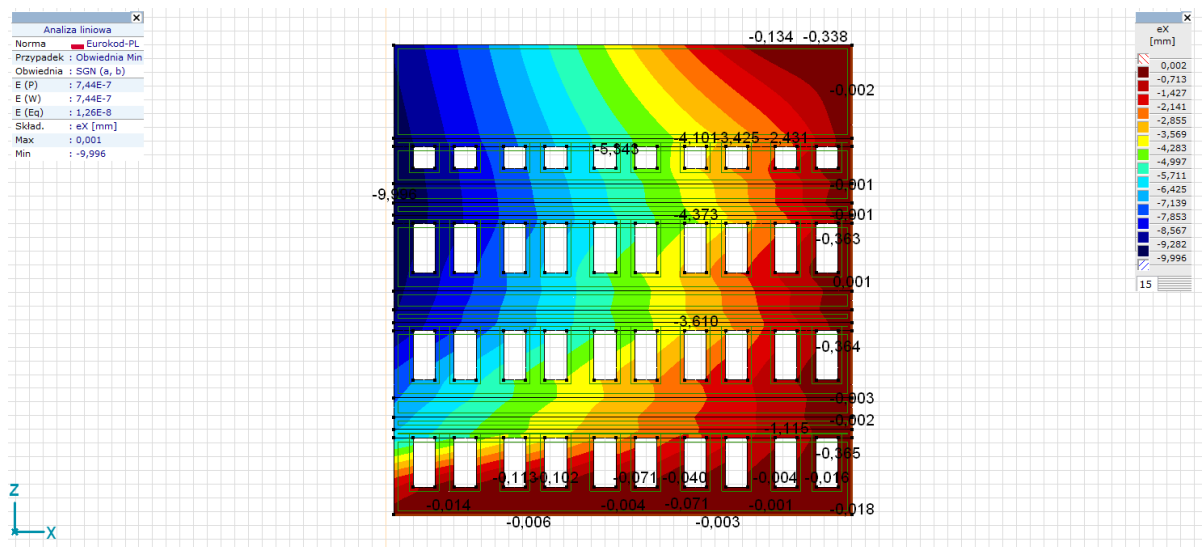 Analiza liniowa
Norma Eurokod-PL
Przypadek : Obwiednia Min
Obwiednia : SGN (a, b)
E (P) : 7,44E-7
E (W) : 7,44E-7
E (Eq) : 1,26E-8
Skład. : eX [mm]
Max : 0,001
Min : -9,996
eX
[mm]
0,002
-0,713
-1,427
-2,141
-2,855
-3,569
-4,283
-4,997
-5,711
-6,425
-7,139
-7,853
-8,567
-9,282
-9,996
15
-0,134 -0,338
-0,002
-4,101 -3,425 -2,431
-5,343
-0,001
-4,373 -0,001
-0,363
0,001
-3,610
-0,364
-0,003
-0,002
-1,115
-0,365
-0,113 -0,102 -0,071 -0,040 -0,004 -0,016
-0,014 -0,004 -0,071 -0,001 -0,018
-0,006 -0,003
Z
X